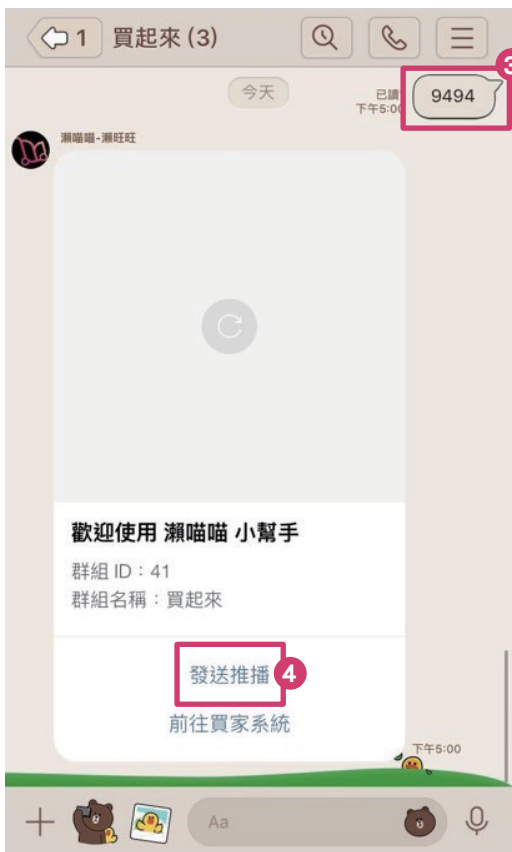 1 買起來 (3)
今天
3
已讀
下午5:00
9494
瀨喵喵-瀨旺旺
歡迎使用 瀨喵喵 小幫手
群組 ID：41
群組名稱：買起來
發送推播
4
前往買家系統
下午5:00
Aa